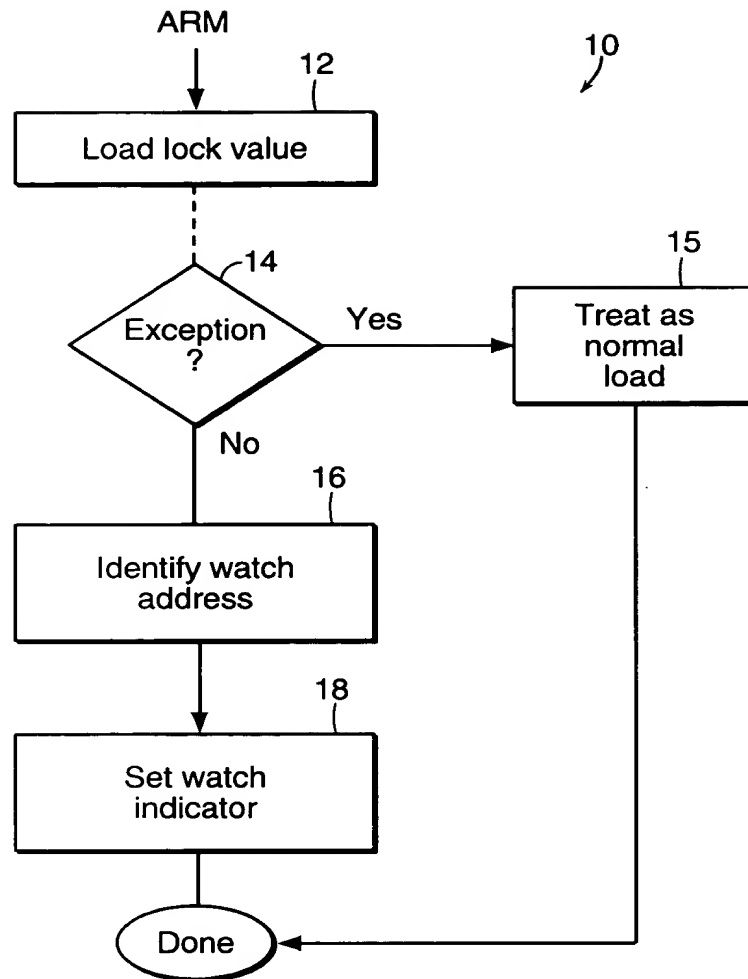 ARM
10
12
Load lock value
14
Exception
?
Yes
15
Treat as
normal
load
No
16
Identify watch
address
18
Set watch
indicator
Done